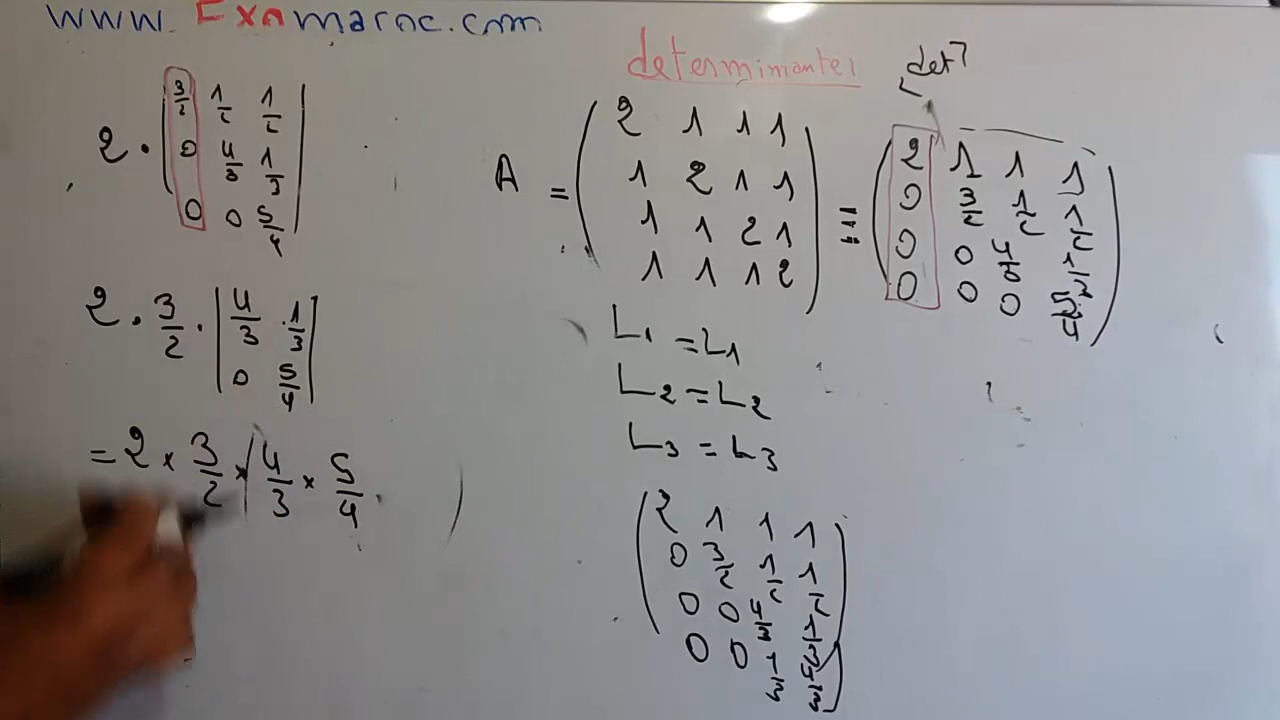 www. Examaroc.com
determinante:
det?
2 · | 3/2 1/2 1/2 |
| 0 4/3 1/3 |
| 0 0 5/4 |
2 · 3/2 · | 4/3 1/3 |
| 0 5/4 |
= 2 × 3/2 × ( 4/3 × 5/4 )
A = ( 2 1 1 1 )
( 1 2 1 1 )
( 1 1 2 1 )
( 1 1 1 2 )
= ( 2 1 1 1 )
( 0 3/2 1/2 1/2 )
( 0 0 4/3 1/3 )
( 0 0 0 5/4 )
L1 = L1
L2 = L2
L3 = L3
( 2 1 1 1 )
( 0 3/2 1/2 1/2 )
( 0 0 4/3 1/3 )
( 0 0 1/3 4/3 )